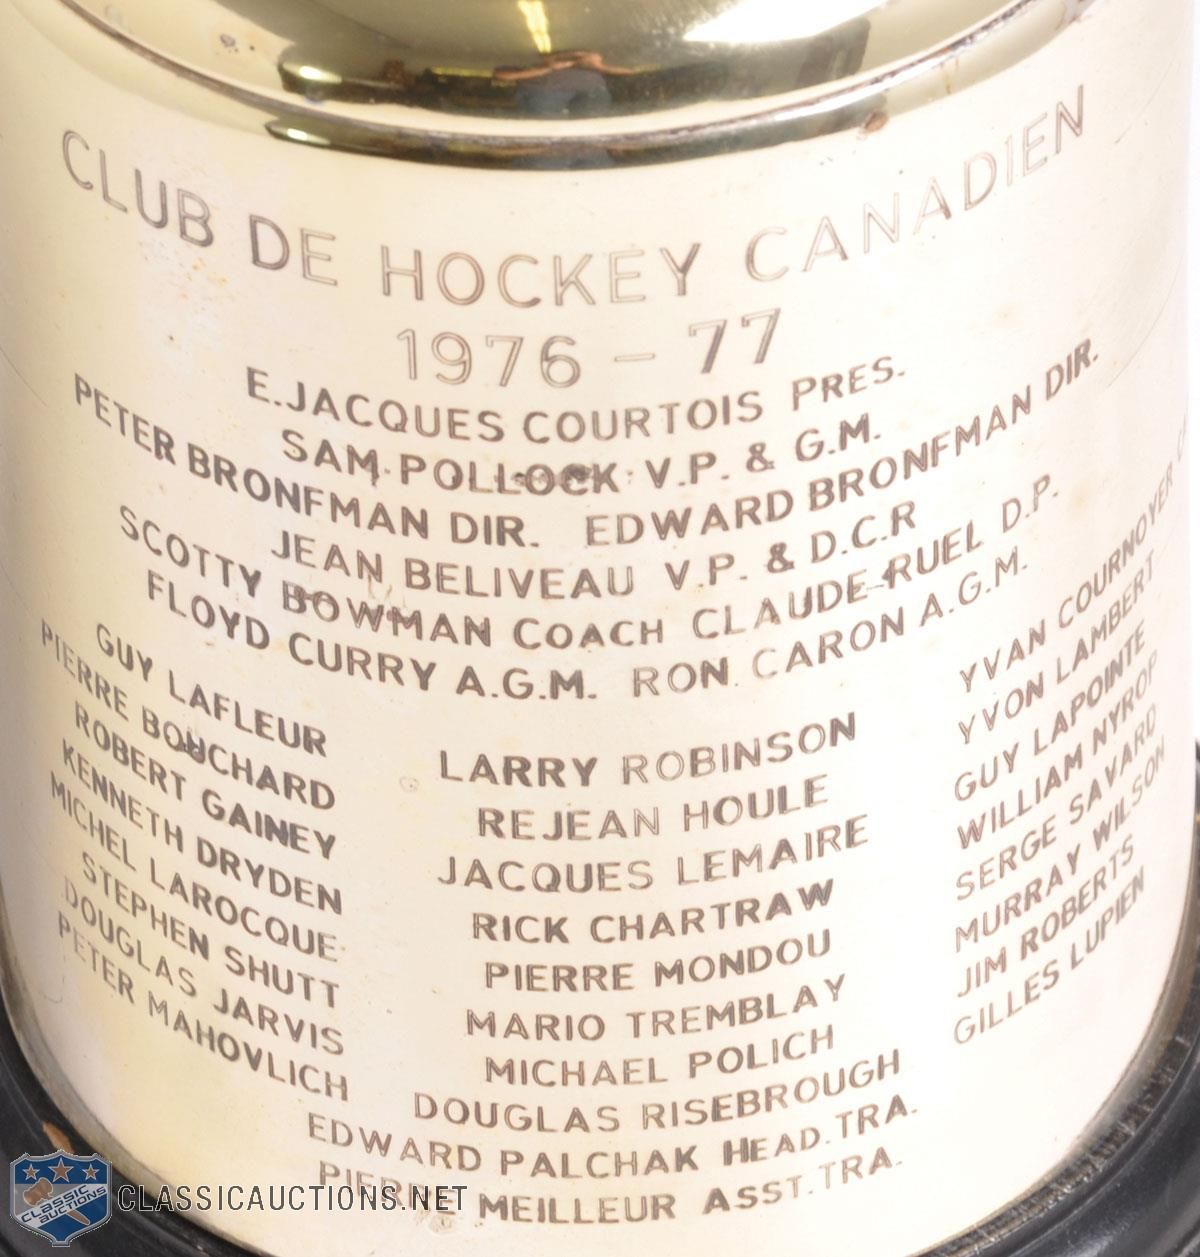 CLUB DE HOCKEY CANADIEN
1976 - 77
E. JACQUES COURTOIS PRES.
SAM POLLOCK V.P. & G.M.
PETER BRONFMAN DIR. EDWARD BRONFMAN DIR.
JEAN BELIVEAU V.P. & D.C.R
SCOTTY BOWMAN COACH CLAUDE RUEL D.P.
FLOYD CURRY A.G.M. RON CARON A.G.M.
GUY LAFLEUR LARRY ROBINSON YVAN COURNOYER
PIERRE BOUCHARD REJEAN HOULE YVON LAMBERT
ROBERT GAINEY JACQUES LEMAIRE GUY LAPOINTE
KENNETH DRYDEN RICK CHARTRAW WILLIAM NYROP
MICHEL LAROCQUE PIERRE MONDOU SERGE SAVARD
STEPHEN SHUTT MARIO TREMBLAY MURRAY WILSON
DOUGLAS JARVIS MICHAEL POLICH JIM ROBERTS
PETER MAHOVLICH DOUGLAS RISEBROUGH GILLES LUPIEN
EDWARD PALCHAK HEAD. TRA.
PIERRE MEILLEUR ASST. TRA.
CLASSIC AUCTIONS CLASSICAUCTIONS.NET